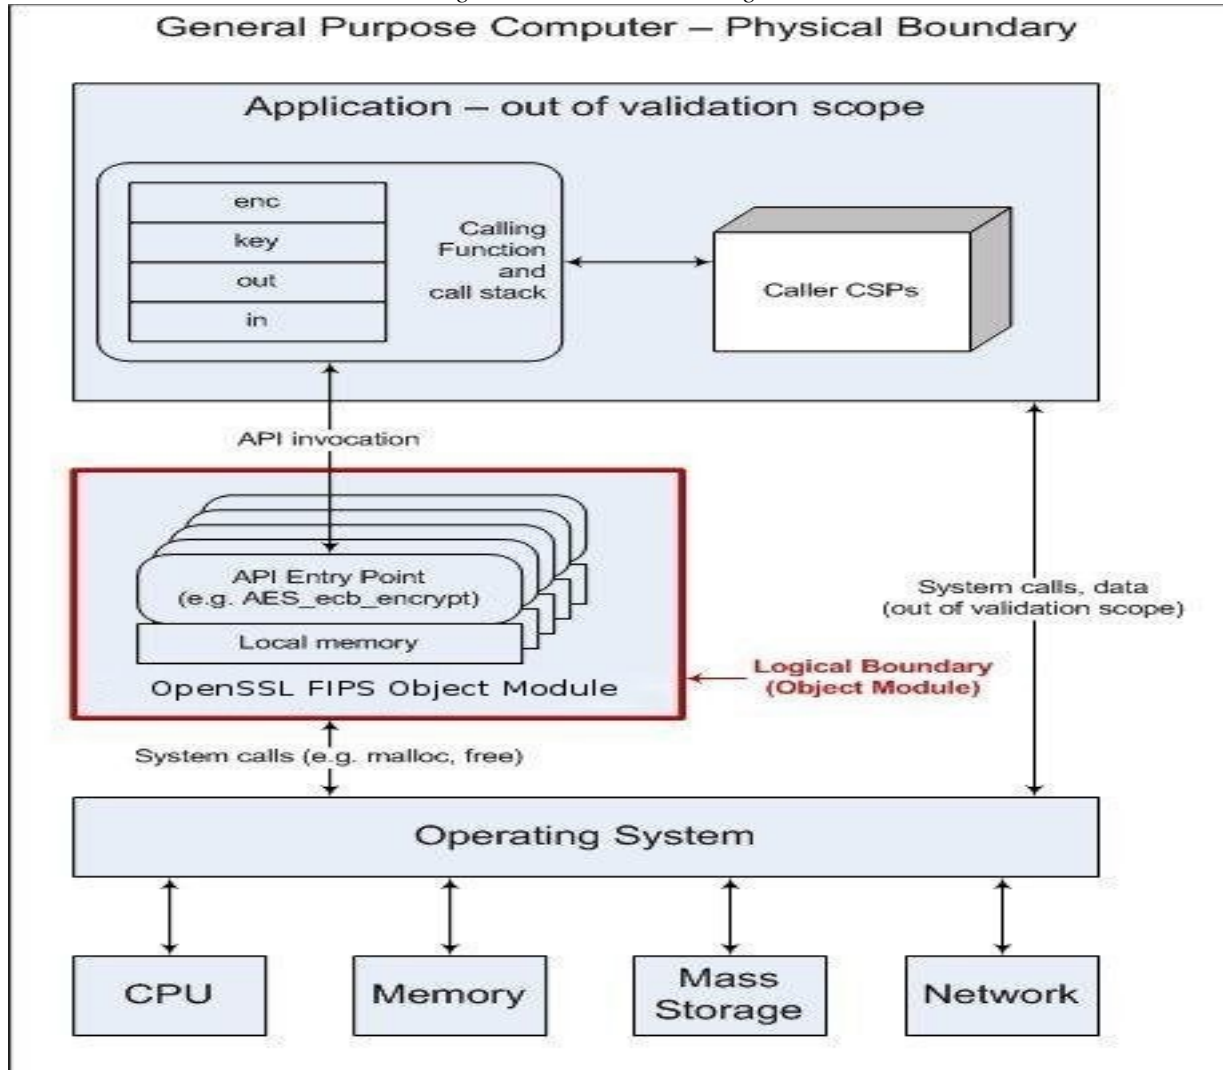 General Purpose Computer – Physical Boundary
Application – out of validation scope
enc
key
out
in
Calling
Function
and
call stack
Caller CSPs
API invocation
API Entry Point
(e.g. AES_ecb_encrypt)
Local memory
OpenSSL FIPS Object Module
System calls, data
(out of validation scope)
Logical Boundary
(Object Module)
System calls (e.g. malloc, free)
Operating System
CPU
Memory
Mass
Storage
Network